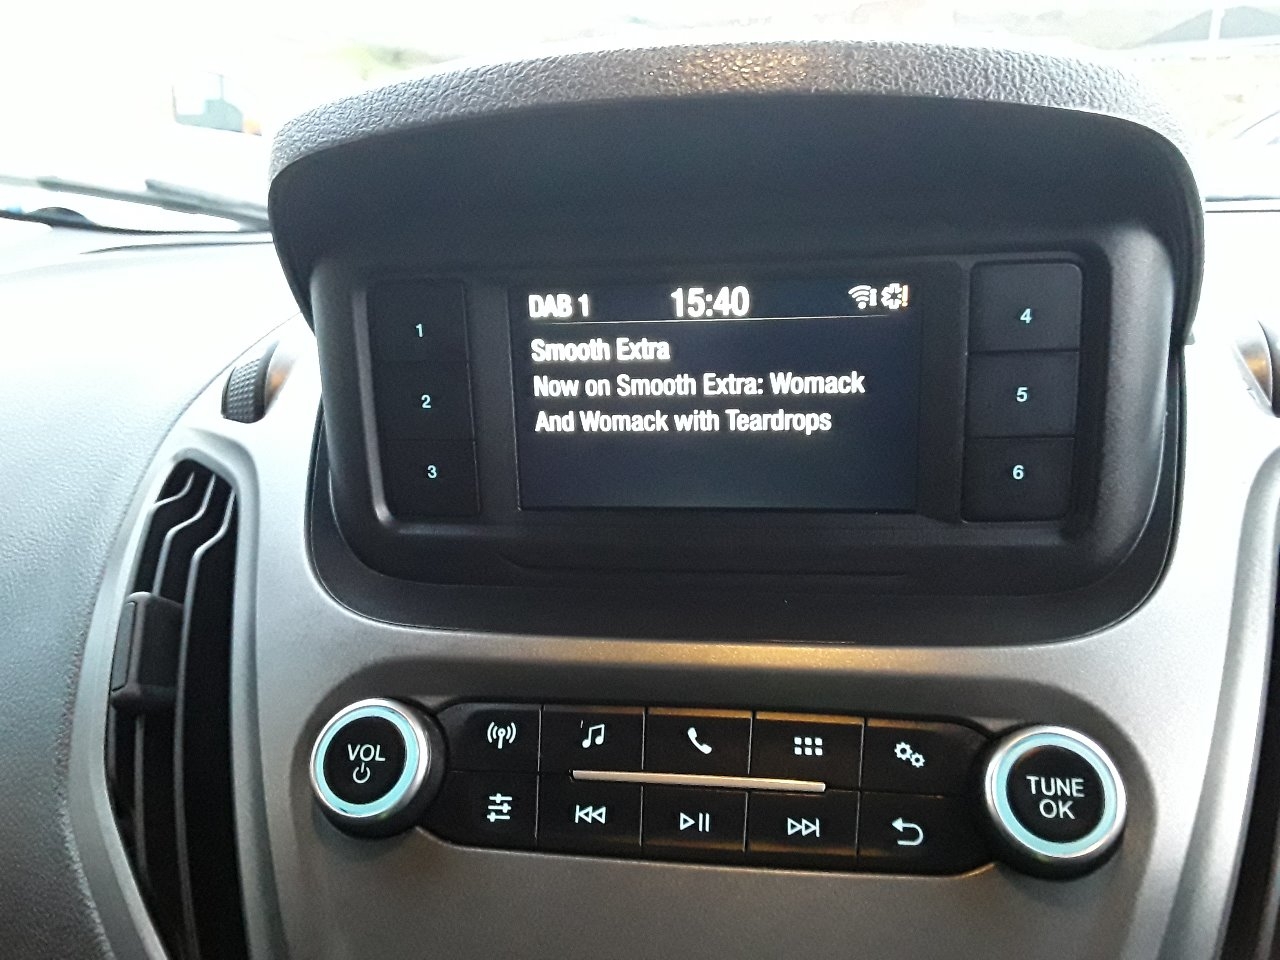 DAB 1 15:40
Smooth Extra
Now on Smooth Extra: Womack
And Womack with Teardrops
1
2
3
4
5
6
VOL
TUNE
OK